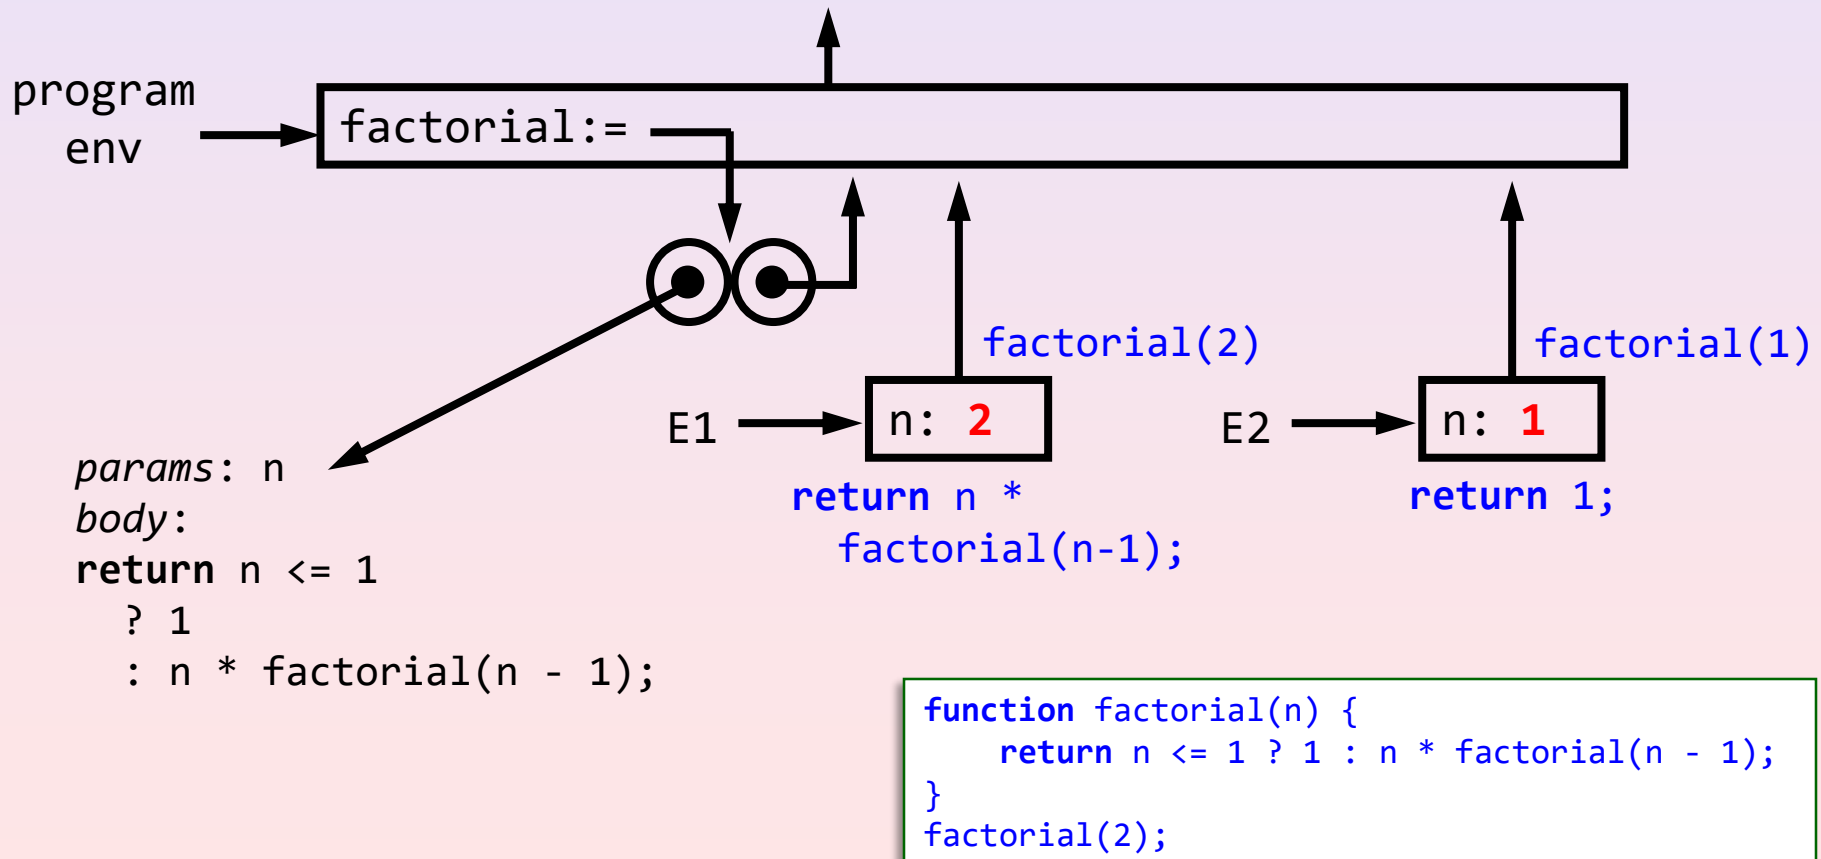 program
env
factorial:=
factorial(2)
factorial(1)
E1
n: 2
E2
n: 1
return n *
factorial(n-1);
return 1;
params: n
body:
return n <= 1
? 1
: n * factorial(n - 1);
function factorial(n) {
    return n <= 1 ? 1 : n * factorial(n - 1);
}
factorial(2);